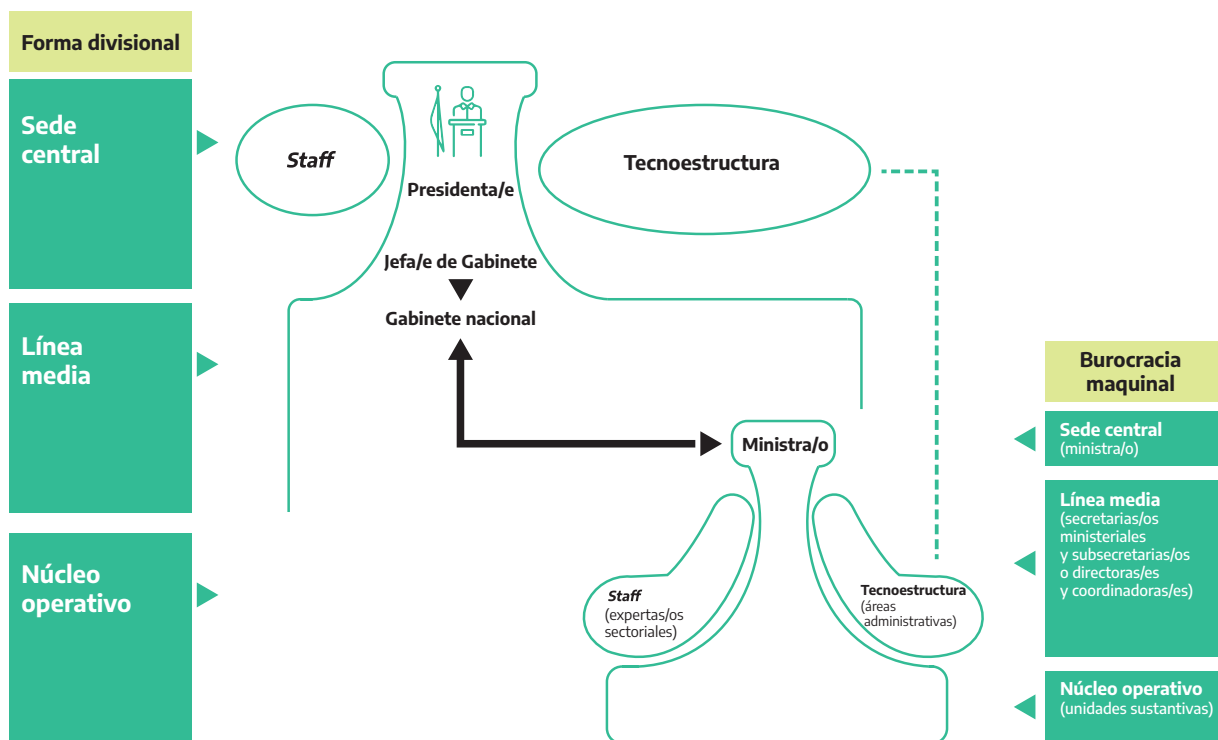 Forma divisional
Sede
central
Línea
media
Núcleo
operativo
Staff
Presidenta/e
Tecnoestructura
Jefa/e de Gabinete
Gabinete nacional
Ministra/o
Staff
(expertas/os
sectoriales)
Tecnoestructura
(áreas
administrativas)
Burocracia
maquinal
Sede central
(ministra/o)
Línea media
(secretarias/os
ministeriales
y subsecretarias/os
o directoras/es
y coordinadoras/es)
Núcleo operativo
(unidades sustantivas)